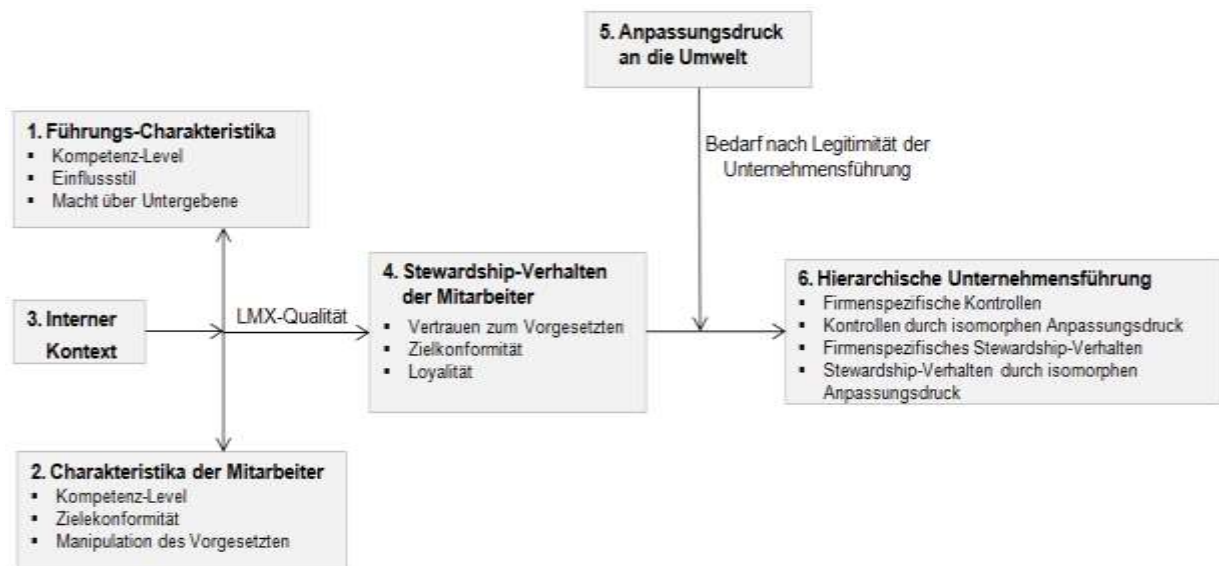 5. Anpassungsdruck
an die Umwelt
1. Führungs-Charakteristika
▪ Kompetenz-Level
▪ Einflussstil
▪ Macht über Untergebene
Bedarf nach Legitimität der
Unternehmensführung
3. Interner
Kontext
LMX-Qualität
4. Stewardship-Verhalten
der Mitarbeiter
▪ Vertrauen zum Vorgesetzten
▪ Zielkonformität
▪ Loyalität
6. Hierarchische Unternehmensführung
▪ Firmenspezifische Kontrollen
▪ Kontrollen durch isomorphen Anpassungsdruck
▪ Firmenspezifisches Stewardship-Verhalten
▪ Stewardship-Verhalten durch isomorphen
Anpassungsdruck
2. Charakteristika der Mitarbeiter
▪ Kompetenz-Level
▪ Zielekonformität
▪ Manipulation des Vorgesetzten